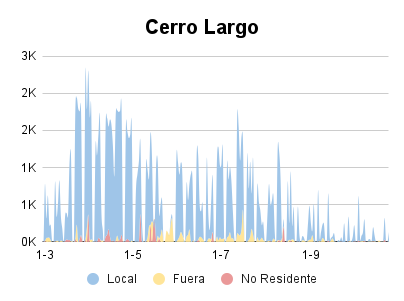 Cerro Largo
3K
2K
2K
1K
1K
0K
1-3
1-5
1-7
1-9
Local
Fuera
No Residente